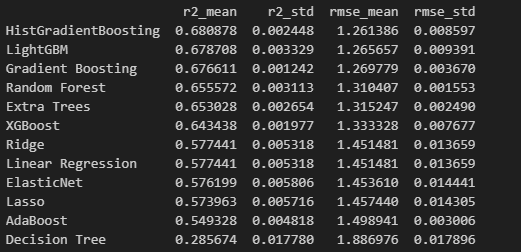 r2_mean r2_std rmse_mean rmse_std
HistGradientBoosting 0.680878 0.002448 1.261386 0.008597
LightGBM 0.678708 0.003329 1.265657 0.009391
Gradient Boosting 0.676611 0.001242 1.269779 0.003670
Random Forest 0.655572 0.003113 1.310407 0.001553
Extra Trees 0.653028 0.002654 1.315247 0.002490
XGBoost 0.643438 0.001977 1.333328 0.007677
Ridge 0.577441 0.005318 1.451481 0.013659
Linear Regression 0.577441 0.005318 1.451481 0.013659
ElasticNet 0.576199 0.005806 1.453610 0.014441
Lasso 0.573963 0.005716 1.457440 0.014305
AdaBoost 0.549328 0.004818 1.498941 0.003006
Decision Tree 0.285674 0.017780 1.886976 0.017896